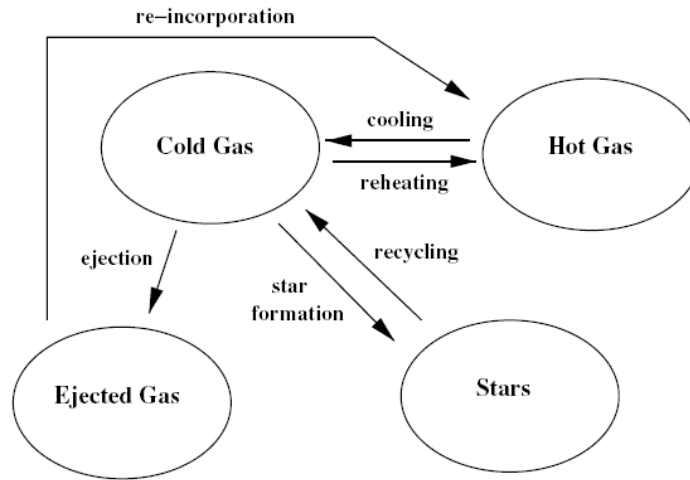 re-incorporation
cooling
Cold Gas
Hot Gas
reheating
ejection
recycling
star
formation
Ejected Gas
Stars